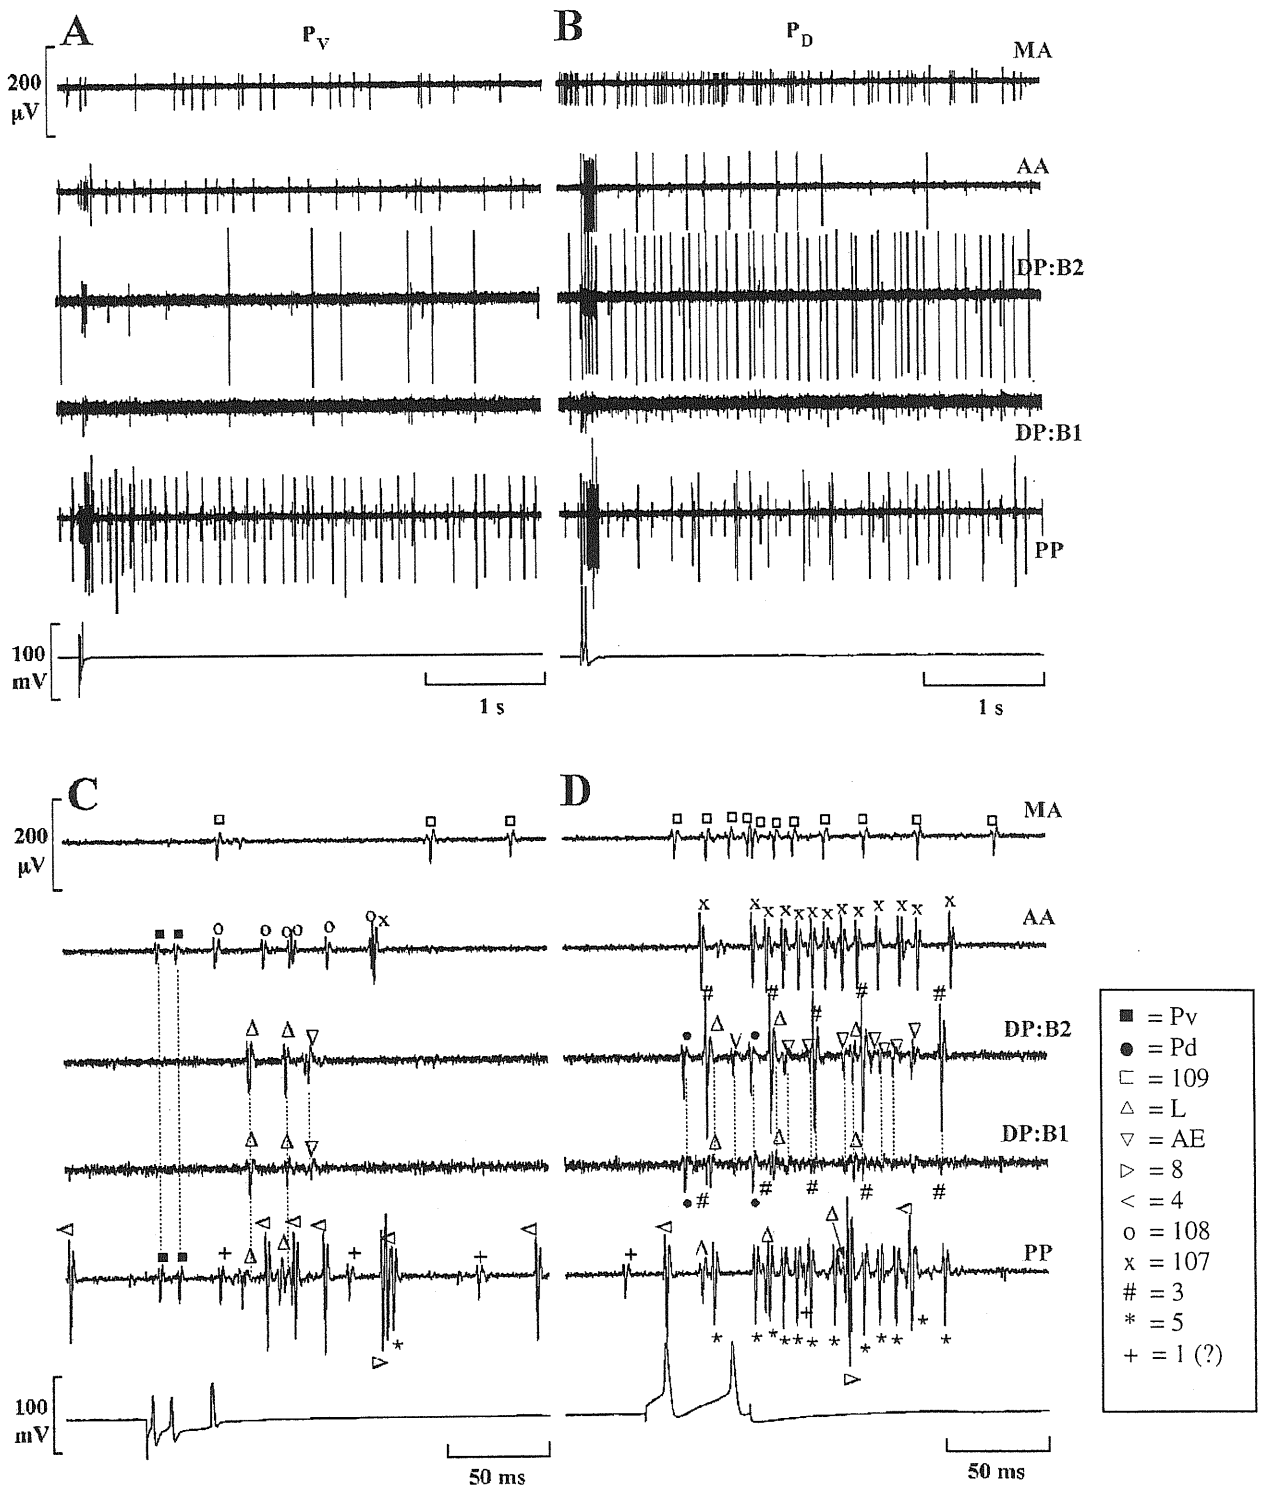 A
P_V
B
P_D
MA
200
μV
AA
DP:B2
DP:B1
PP
100
mV
1 s
1 s
C
D
MA
200
μV
AA
DP:B2
DP:B1
PP
100
mV
50 ms
50 ms
■ = Pv
● = Pd
⊏ = 109
△ = L
▽ = AE
▷ = 8
< = 4
o = 108
x = 107
# = 3
* = 5
+ = 1 (?)